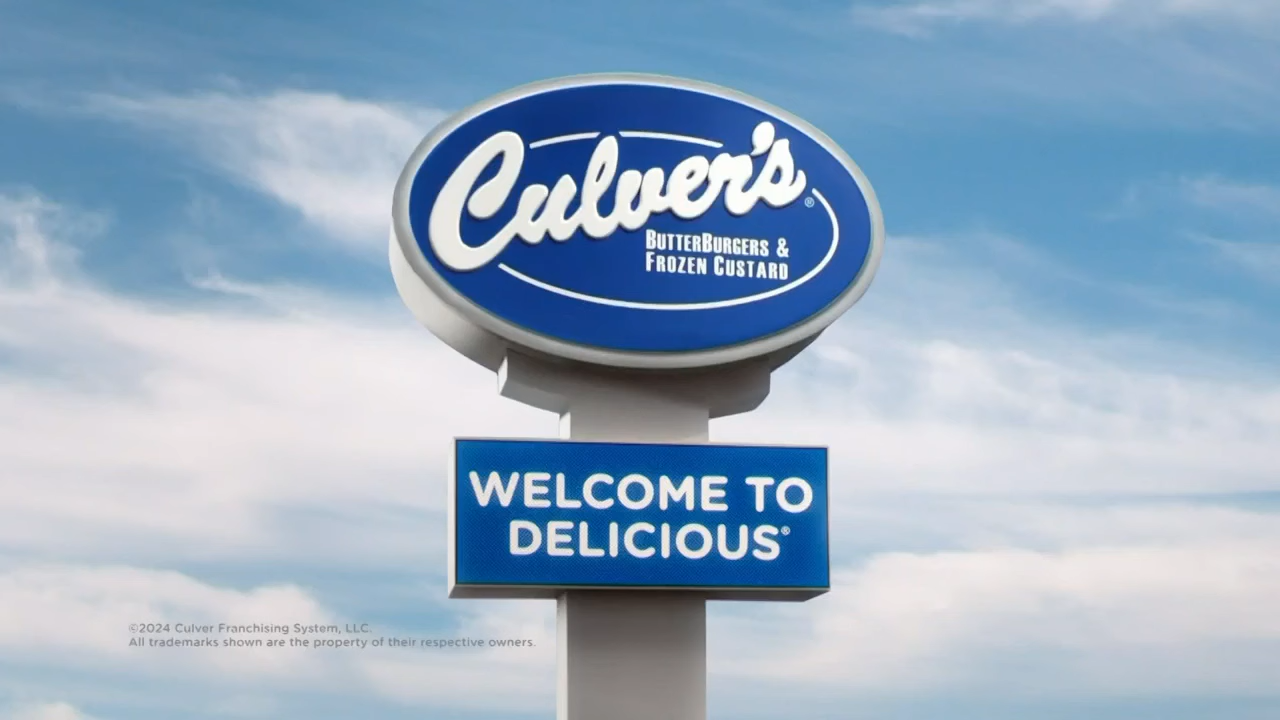 Culver's®
BUTTERBURGERS &
FROZEN CUSTARD
WELCOME TO
DELICIOUS®
©2024 Culver Franchising System, LLC.
All trademarks shown are the property of their respective owners.